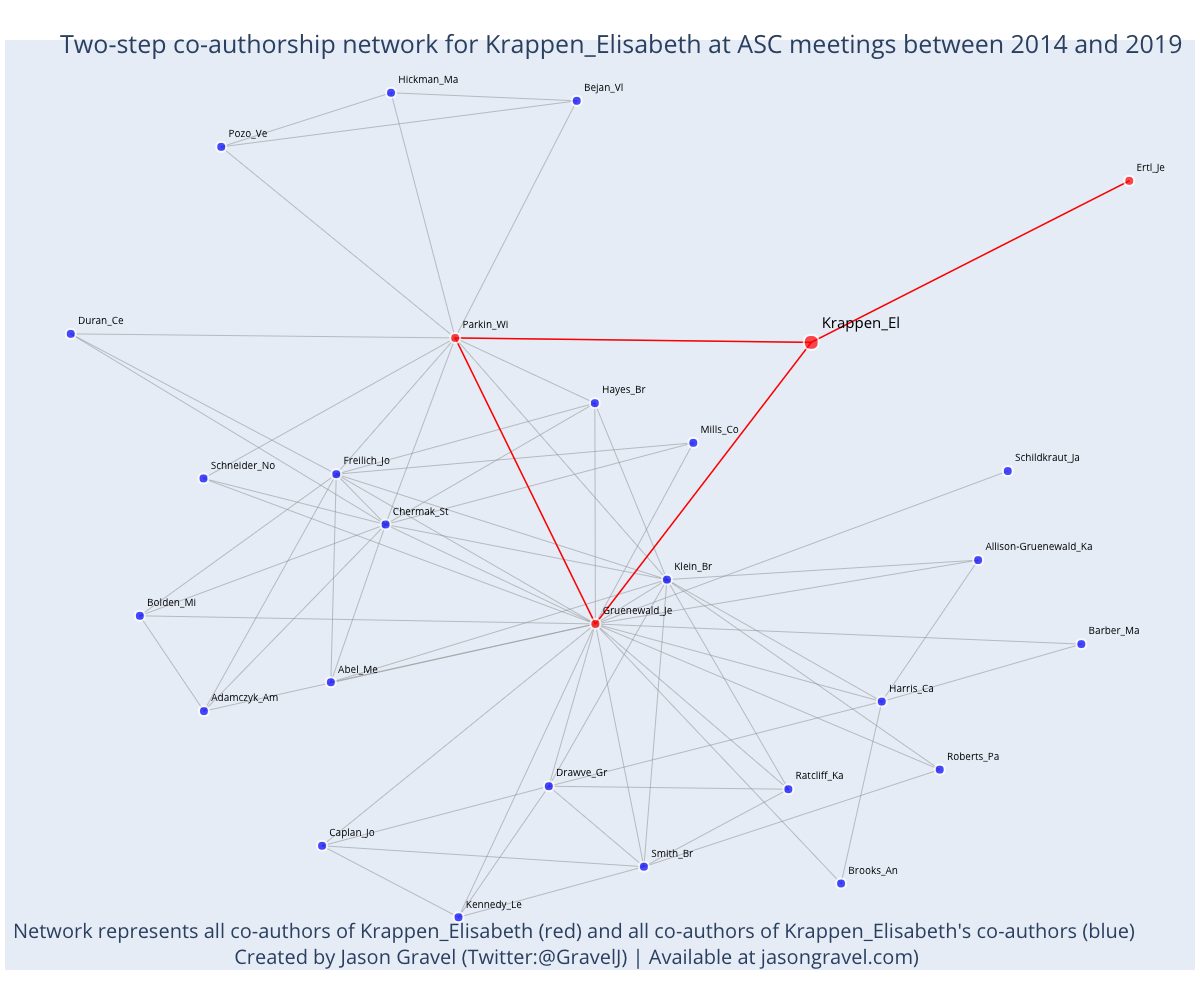 Two-step co-authorship network for Krappen_Elisabeth at ASC meetings between 2014 and 2019
Hickman_Ma
Bejan_Vl
Pozo_Ve
Ertl_Je
Duran_Ce
Parkin_Wi
Krappen_El
Hayes_Br
Mills_Co
Schneider_No
Freilich_Jo
Schildkraut_Ja
Chermak_St
Allison-Gruenewald_Ka
Klein_Br
Bolden_Mi
Gruenewald_Je
Barber_Ma
Abel_Me
Harris_Ca
Adamczyk_Am
Roberts_Pa
Drawve_Gr
Ratcliff_Ka
Caplan_Jo
Smith_Br
Brooks_An
Kennedy_Le
Network represents all co-authors of Krappen_Elisabeth (red) and all co-authors of Krappen_Elisabeth's co-authors (blue)
Created by Jason Gravel (Twitter:@GravelJ) | Available at jasongravel.com)